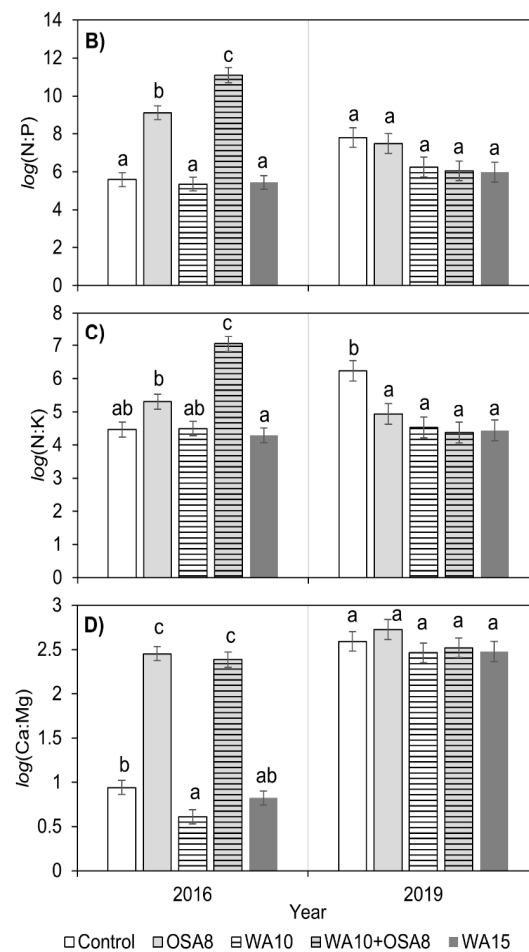 14
B)
12
10
8
6
4
2
0
log(N:P)
a b a c a
a a a a a
8
C)
7
6
5
4
3
2
1
0
log(N:K)
ab b ab c a
b a a a a
3
D)
2.5
2
1.5
1
0.5
0
log(Ca:Mg)
b c a c ab
a a a a a
2016 2019
Year
Control OSA8 WA10 WA10+OSA8 WA15